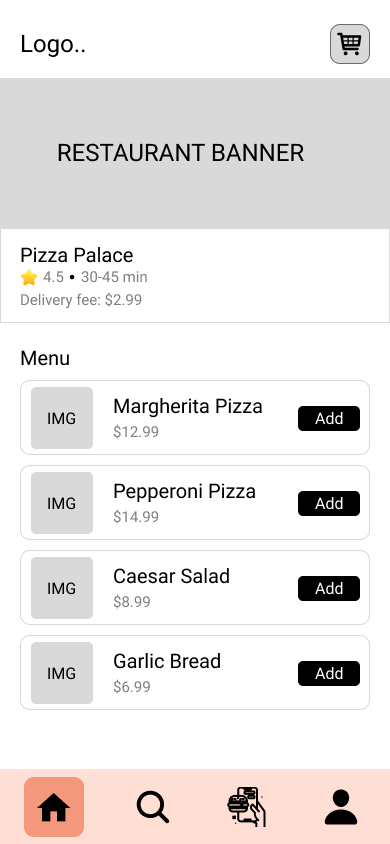 Logo..
RESTAURANT BANNER
Pizza Palace
4.5 • 30-45 min
Delivery fee: $2.99
Menu
IMG
Margherita Pizza
$12.99
Add
IMG
Pepperoni Pizza
$14.99
Add
IMG
Caesar Salad
$8.99
Add
IMG
Garlic Bread
$6.99
Add